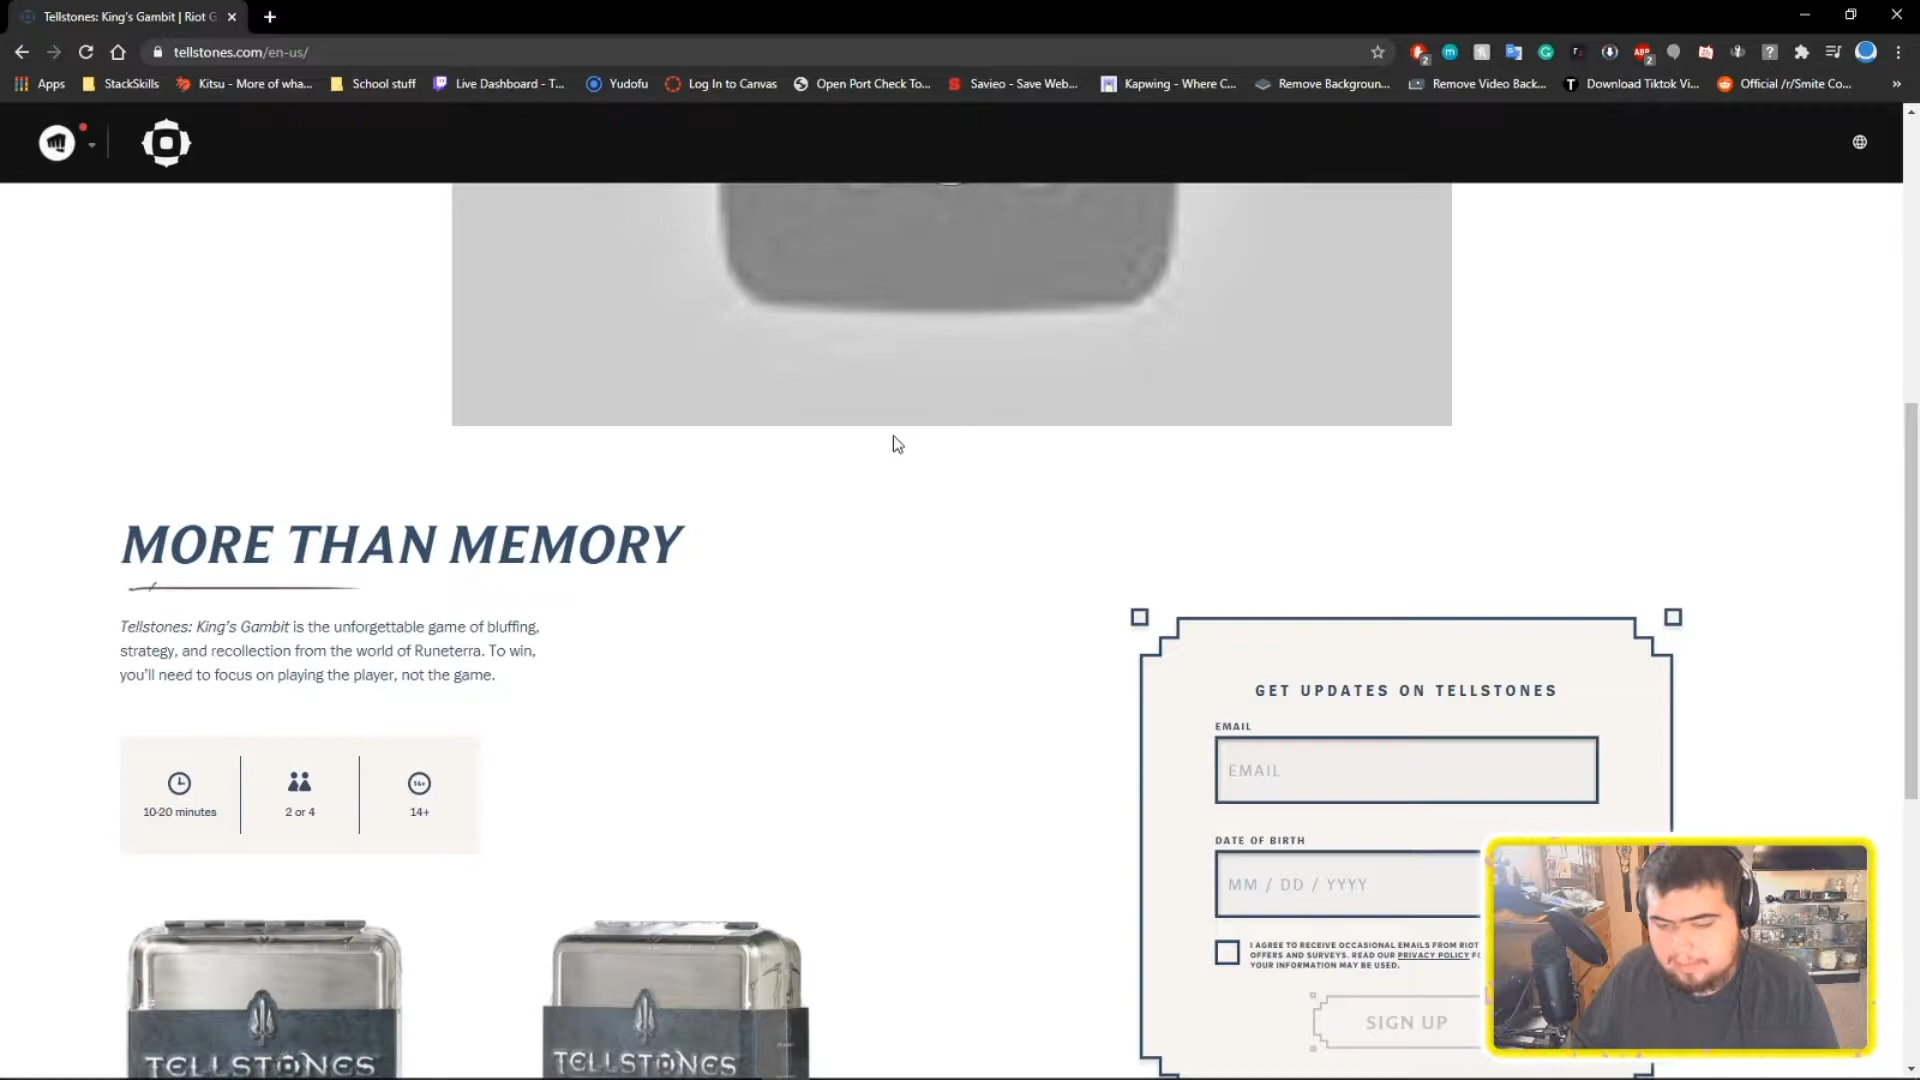 Tellstones: King's Gambit | Riot G
tellstones.com/en-us/
Apps StackSkills Kitsu - More of wha... School stuff Live Dashboard - T... Yudofu Log In to Canvas Open Port Check To... Savieo - Save Web... Kapwing - Where C... Remove Backgroun... Remove Video Back... Download Tiktok Vi... Official /r/Smite Co... »
MORE THAN MEMORY
Tellstones: King's Gambit is the unforgettable game of bluffing,
strategy, and recollection from the world of Runeterra. To win,
you'll need to focus on playing the player, not the game.
10-20 minutes 2 or 4 14+
GET UPDATES ON TELLSTONES
EMAIL
EMAIL
DATE OF BIRTH
MM / DD / YYYY
I AGREE TO RECEIVE OCCASIONAL EMAILS FROM RIOT
OFFERS AND SURVEYS. READ OUR PRIVACY POLICY
YOUR INFORMATION MAY BE USED.
SIGN UP
TELLSTONES
TELLSTONES